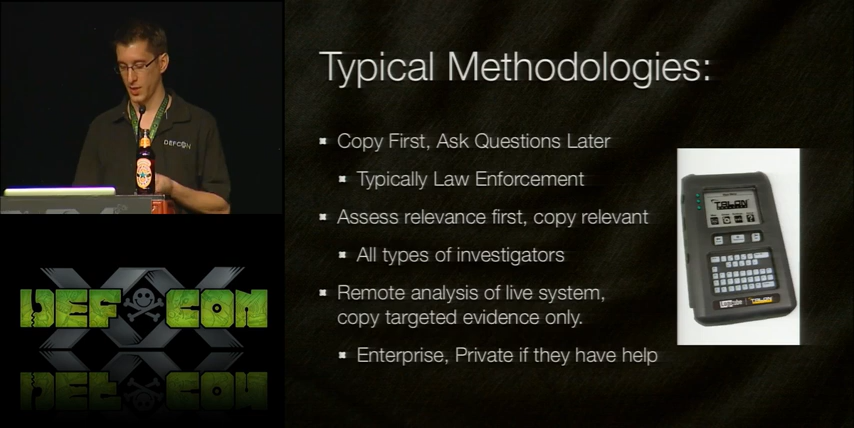 Typical Methodologies:
Copy First, Ask Questions Later
Typically Law Enforcement
Assess relevance first, copy relevant
All types of investigators
Remote analysis of live system,
copy targeted evidence only.
Enterprise, Private if they have help
DEFCON
TALON
DEF CON
XX